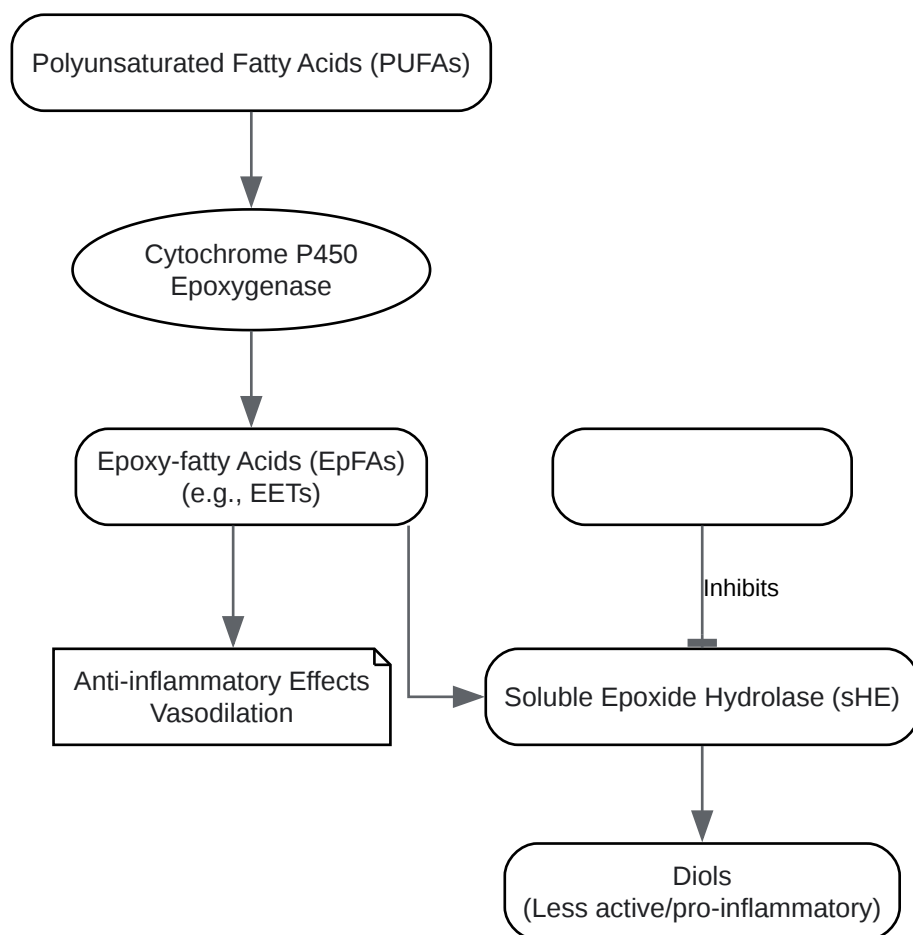 Polyunsaturated Fatty Acids (PUFAs)
Cytochrome P450
Epoxygenase
Epoxy-fatty Acids (EpFAs)
(e.g., EETs)
Inhibits
Anti-inflammatory Effects
Vasodilation
Soluble Epoxide Hydrolase (sHE)
Diols
(Less active/pro-inflammatory)